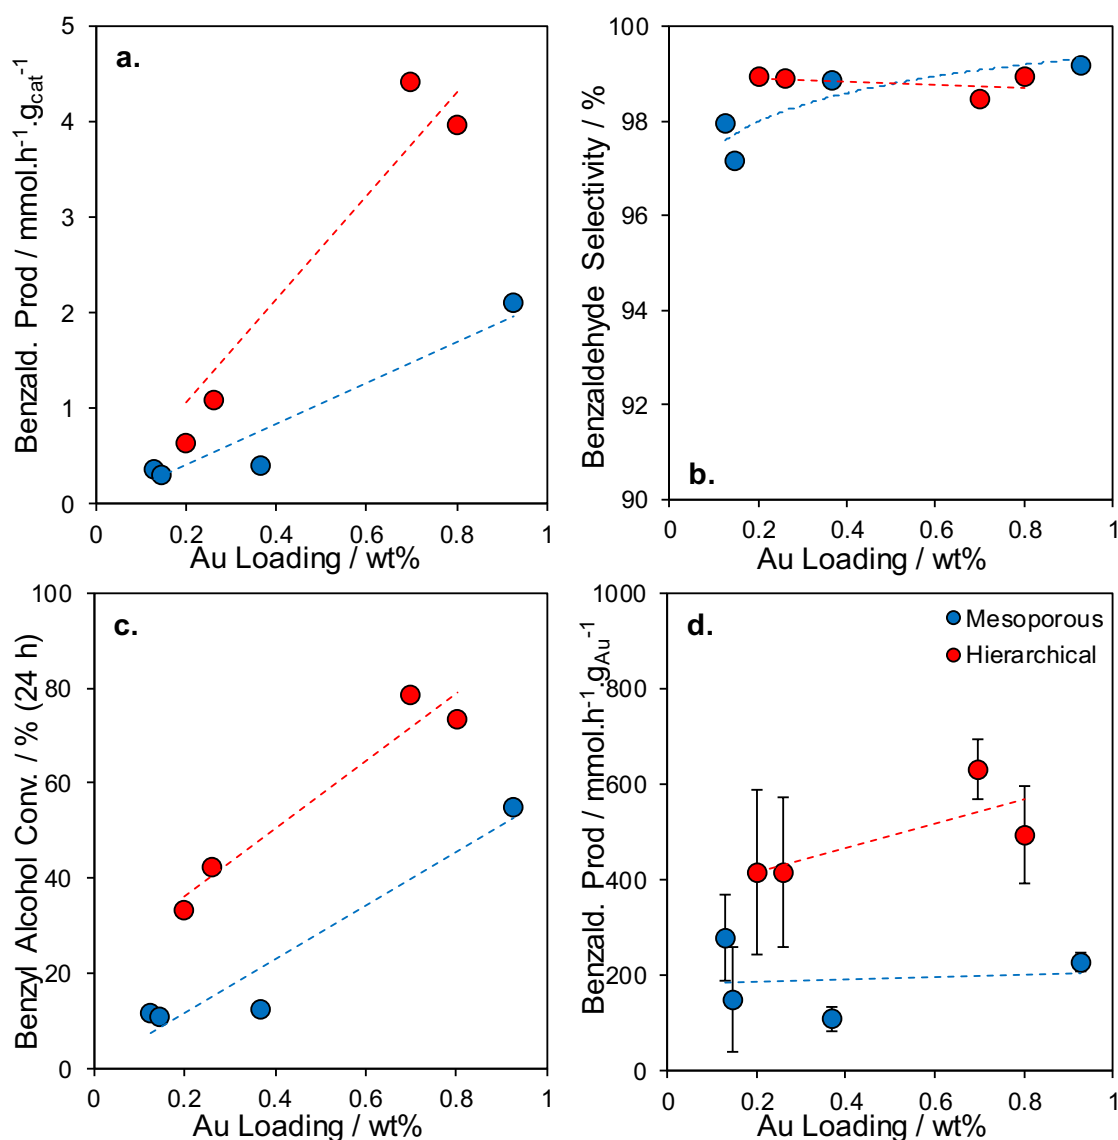 a.
Benzald. Prod / mmol.h⁻¹.g_cat⁻¹
5
4
3
2
1
0
0 0.2 0.4 0.6 0.8 1
Au Loading / wt%
b.
Benzaldehyde Selectivity / %
100
98
96
94
92
90
0 0.2 0.4 0.6 0.8 1
Au Loading / wt%
c.
Benzyl Alcohol Conv. / % (24 h)
100
80
60
40
20
0
0 0.2 0.4 0.6 0.8 1
Au Loading / wt%
d.
Mesoporous
Hierarchical
Benzald. Prod / mmol.h⁻¹.g_Au⁻¹
1000
800
600
400
200
0
0 0.2 0.4 0.6 0.8 1
Au Loading / wt%